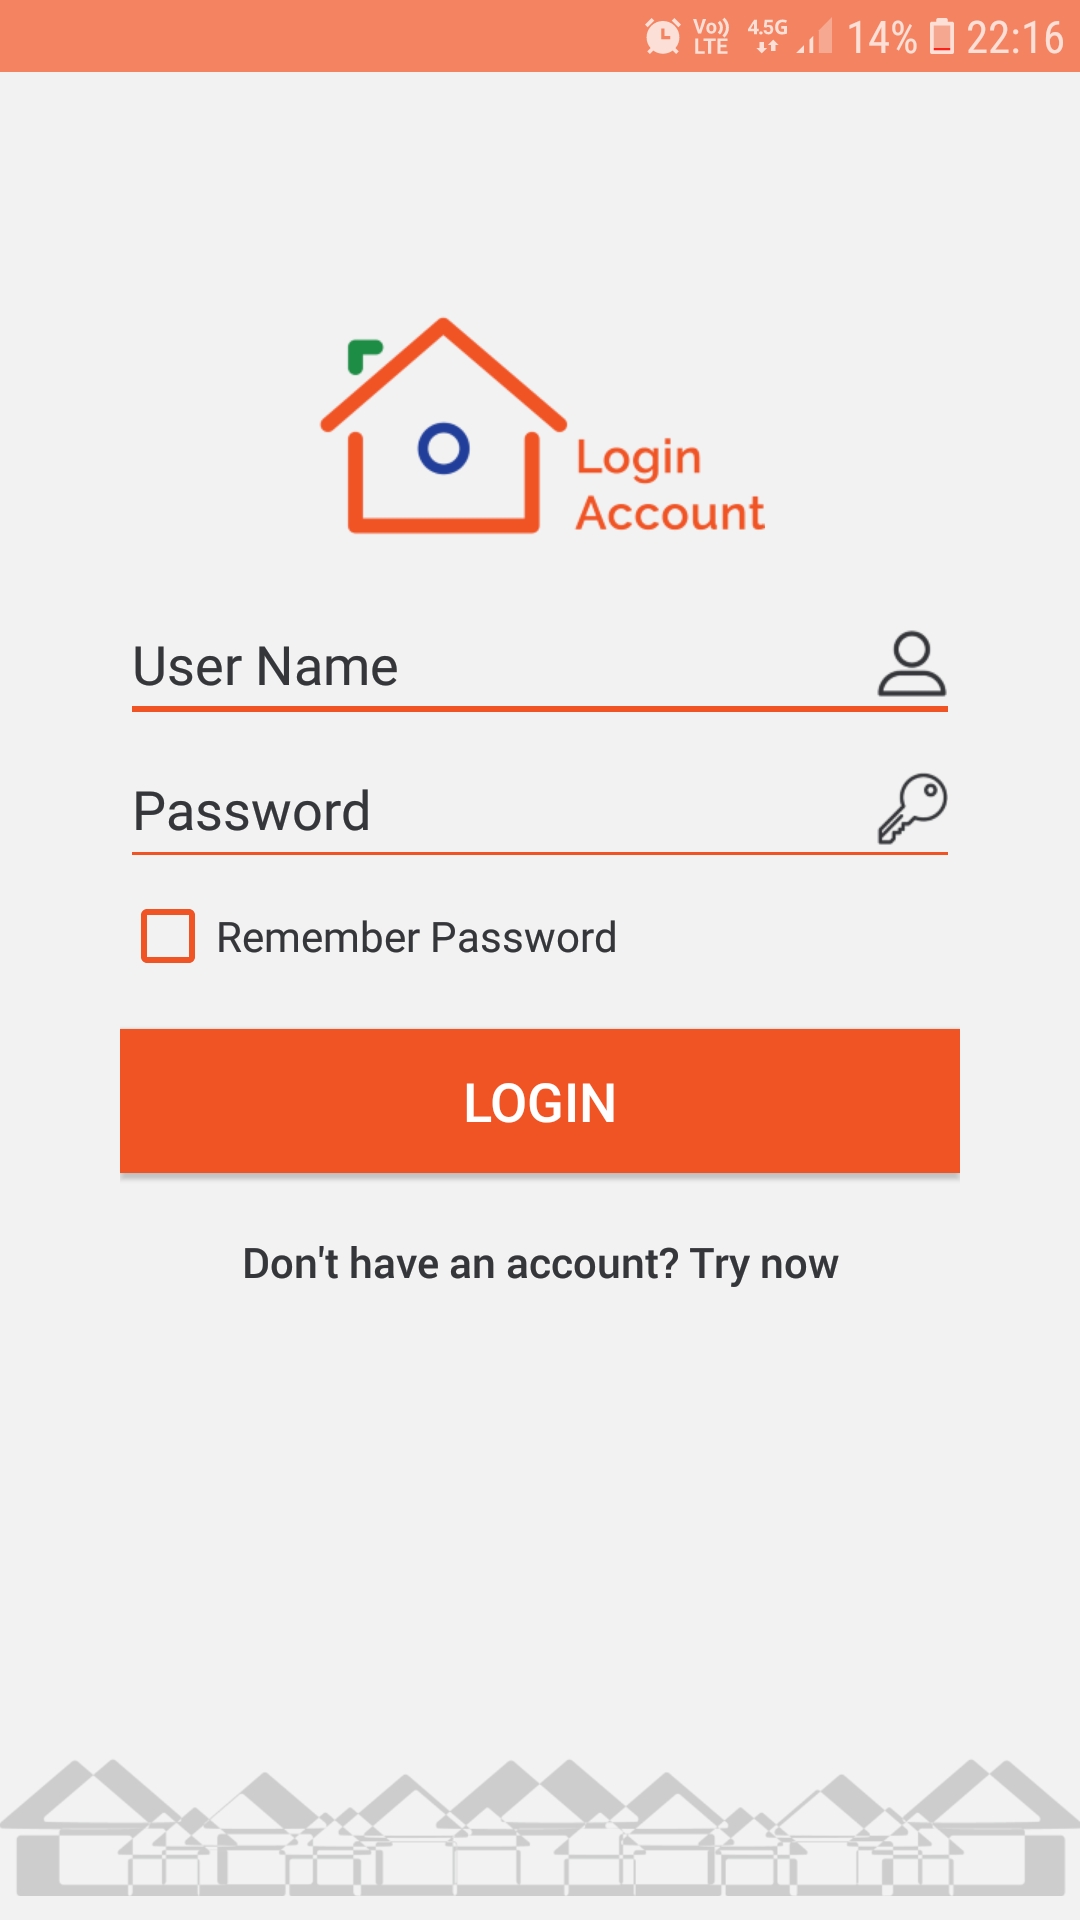 Vo)) LTE 4.5G 14% 22:16
Login
Account
User Name
Password
Remember Password
LOGIN
Don't have an account? Try now